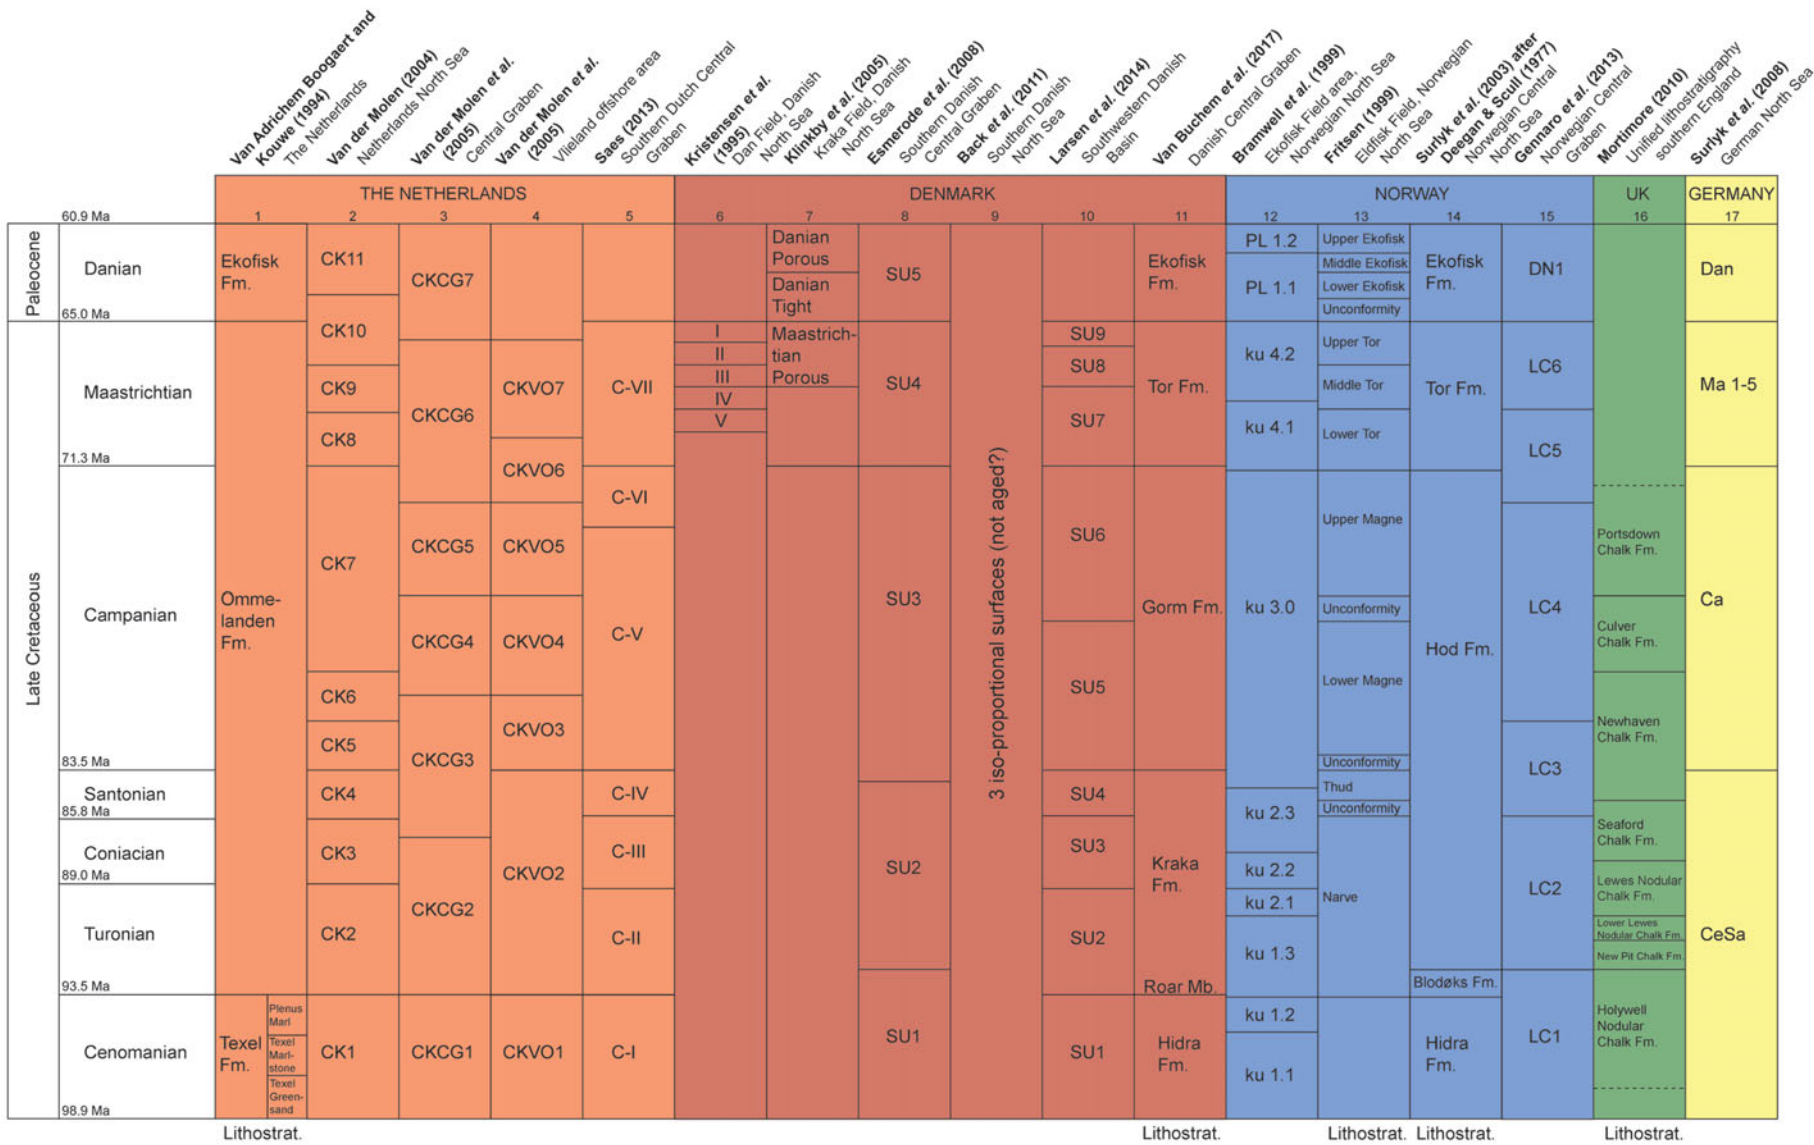 Van Adrichem Boogaert and
Kouwe (1994)
The Netherlands
Van der Molen (2004)
Netherlands North Sea
Van der Molen et al.
(2005)
Central Graben
Van der Molen et al.
(2005)
Vlieland offshore area
Saes (2013)
Southern Dutch Central
Graben
Kristensen et al.
(1995)
Dan Field, Danish
North Sea
Klinkby et al. (2005)
Kraka Field, Danish
North Sea
Esmerode et al. (2008)
Southern Danish
Central Graben
Back et al. (2011)
Southern Danish
North Sea
Larsen et al. (2014)
Southwestern Danish
Basin
Van Buchem et al. (2017)
Danish Central Graben
Bramwell et al. (1999)
Ekofisk Field area,
Norwegian North Sea
Fritsen (1999)
Eldfisk Field, Norwegian
North Sea
Surlyk et al. (2003) after
Deegan & Scull (1977)
Norwegian Central
North Sea
Gennaro et al. (2013)
Norwegian Central
Graben
Mortimore (2010)
Unified lithostratigraphy
southern England
Surlyk et al. (2008)
German North Sea
THE NETHERLANDS
DENMARK
NORWAY
UK
GERMANY
1 2 3 4 5 6 7 8 9 10 11 12 13 14 15 16 17
Paleocene
Late Cretaceous
60.9 Ma
Danian
65.0 Ma
Maastrichtian
71.3 Ma
Campanian
83.5 Ma
Santonian
85.8 Ma
Coniacian
89.0 Ma
Turonian
93.5 Ma
Cenomanian
98.9 Ma
Ekofisk
Fm.
Omme-
landen
Fm.
Texel
Fm.
Plenus
Marl
Texel
Marl-
stone
Texel
Green-
sand
Lithostrat.
CK11
CK10
CK9
CK8
CK7
CK6
CK5
CK4
CK3
CK2
CK1
CKCG7
CKCG6
CKCG5
CKCG4
CKCG3
CKCG2
CKCG1
CKVO7
CKVO6
CKVO5
CKVO4
CKVO3
CKVO2
CKVO1
C-VII
C-VI
C-V
C-IV
C-III
C-II
C-I
I
II
III
IV
V
Danian
Porous
Danian
Tight
Maastrich-
tian
Porous
SU5
SU4
SU3
SU2
SU1
3 iso-proportional surfaces (not aged?)
SU9
SU8
SU7
SU6
SU5
SU4
SU3
SU2
SU1
Ekofisk
Fm.
Tor Fm.
Gorm Fm.
Kraka
Fm.
Roar Mb.
Hidra
Fm.
Lithostrat.
PL 1.2
PL 1.1
ku 4.2
ku 4.1
ku 3.0
ku 2.3
ku 2.2
ku 2.1
ku 1.3
ku 1.2
ku 1.1
Upper Ekofisk
Middle Ekofisk
Lower Ekofisk
Unconformity
Upper Tor
Middle Tor
Lower Tor
Upper Magne
Unconformity
Lower Magne
Unconformity
Thud
Unconformity
Narve
Lithostrat.
Ekofisk
Fm.
Tor Fm.
Hod Fm.
Blodøks Fm.
Hidra
Fm.
Lithostrat.
DN1
LC6
LC5
LC4
LC3
LC2
LC1
Portsdown
Chalk Fm.
Culver
Chalk Fm.
Newhaven
Chalk Fm.
Seaford
Chalk Fm.
Lewes Nodular
Chalk Fm.
Lower Lewes
Nodular Chalk Fm.
New Pit Chalk Fm.
Holywell
Nodular
Chalk Fm.
Lithostrat.
Dan
Ma 1-5
Ca
CeSa